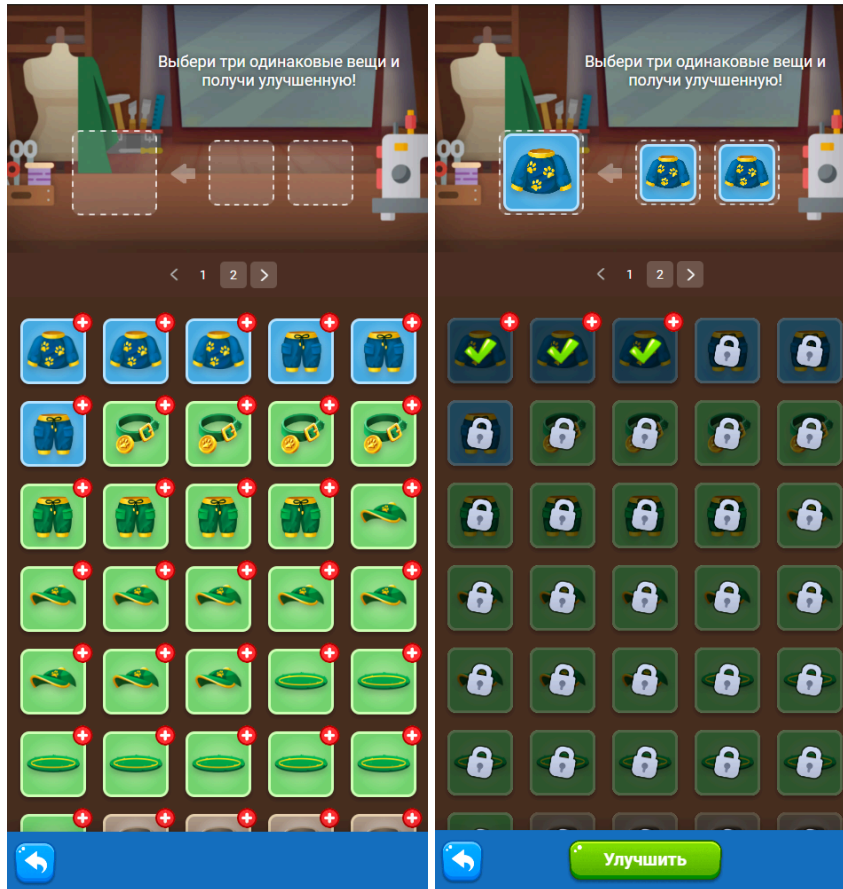 Выбери три одинаковые вещи и
получи улучшенную!
1
2
Выбери три одинаковые вещи и
получи улучшенную!
1
2
Улучшить